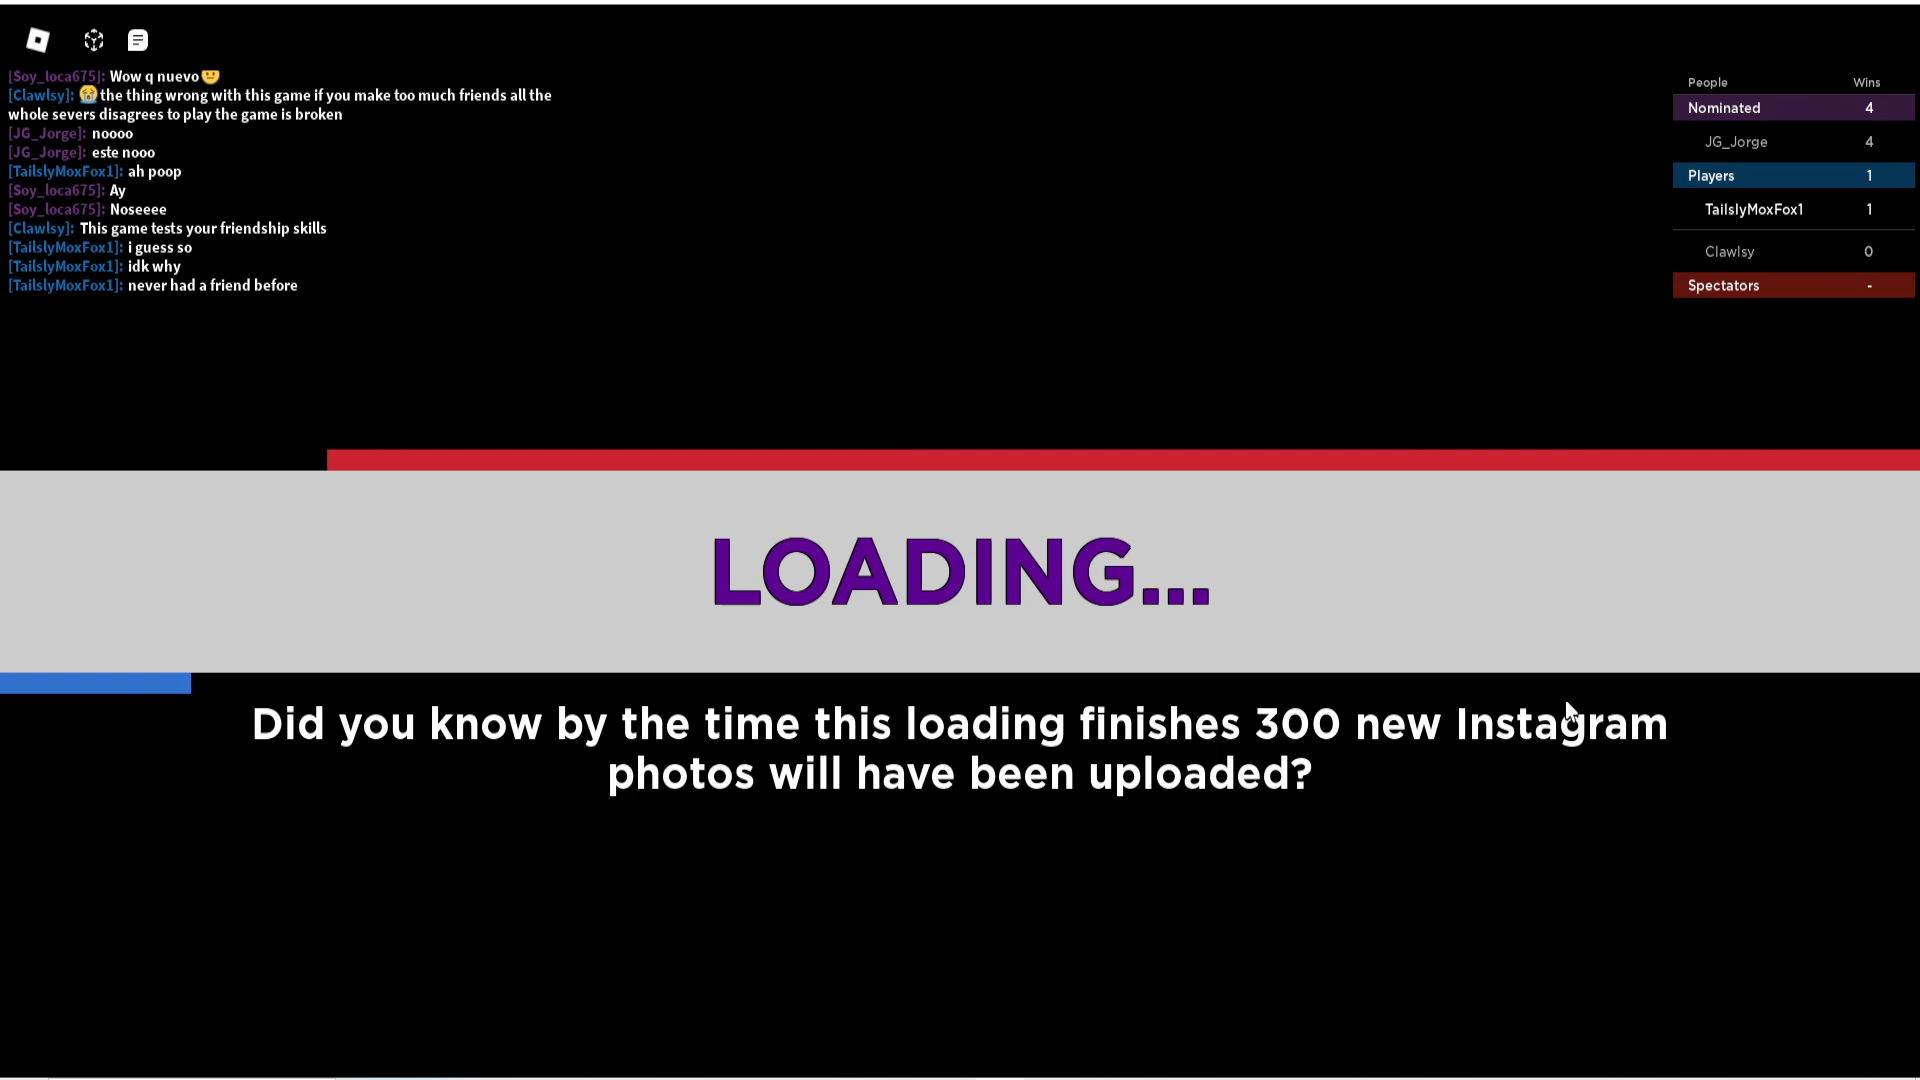 [Soy_loca675]: Wow q nuevo😐
[Clawlsy]: 😭the thing wrong with this game if you make too much friends all the
whole severs disagrees to play the game is broken
[JG_Jorge]: noooo
[JG_Jorge]: este nooo
[TailslyMoxFox1]: ah poop
[Soy_loca675]: Ay
[Soy_loca675]: Noseeee
[Clawlsy]: This game tests your friendship skills
[TailslyMoxFox1]: i guess so
[TailslyMoxFox1]: idk why
[TailslyMoxFox1]: never had a friend before
People Wins
Nominated 4
JG_Jorge 4
Players 1
TailslyMoxFox1 1
Clawlsy 0
Spectators -
LOADING...
Did you know by the time this loading finishes 300 new Instagram
photos will have been uploaded?